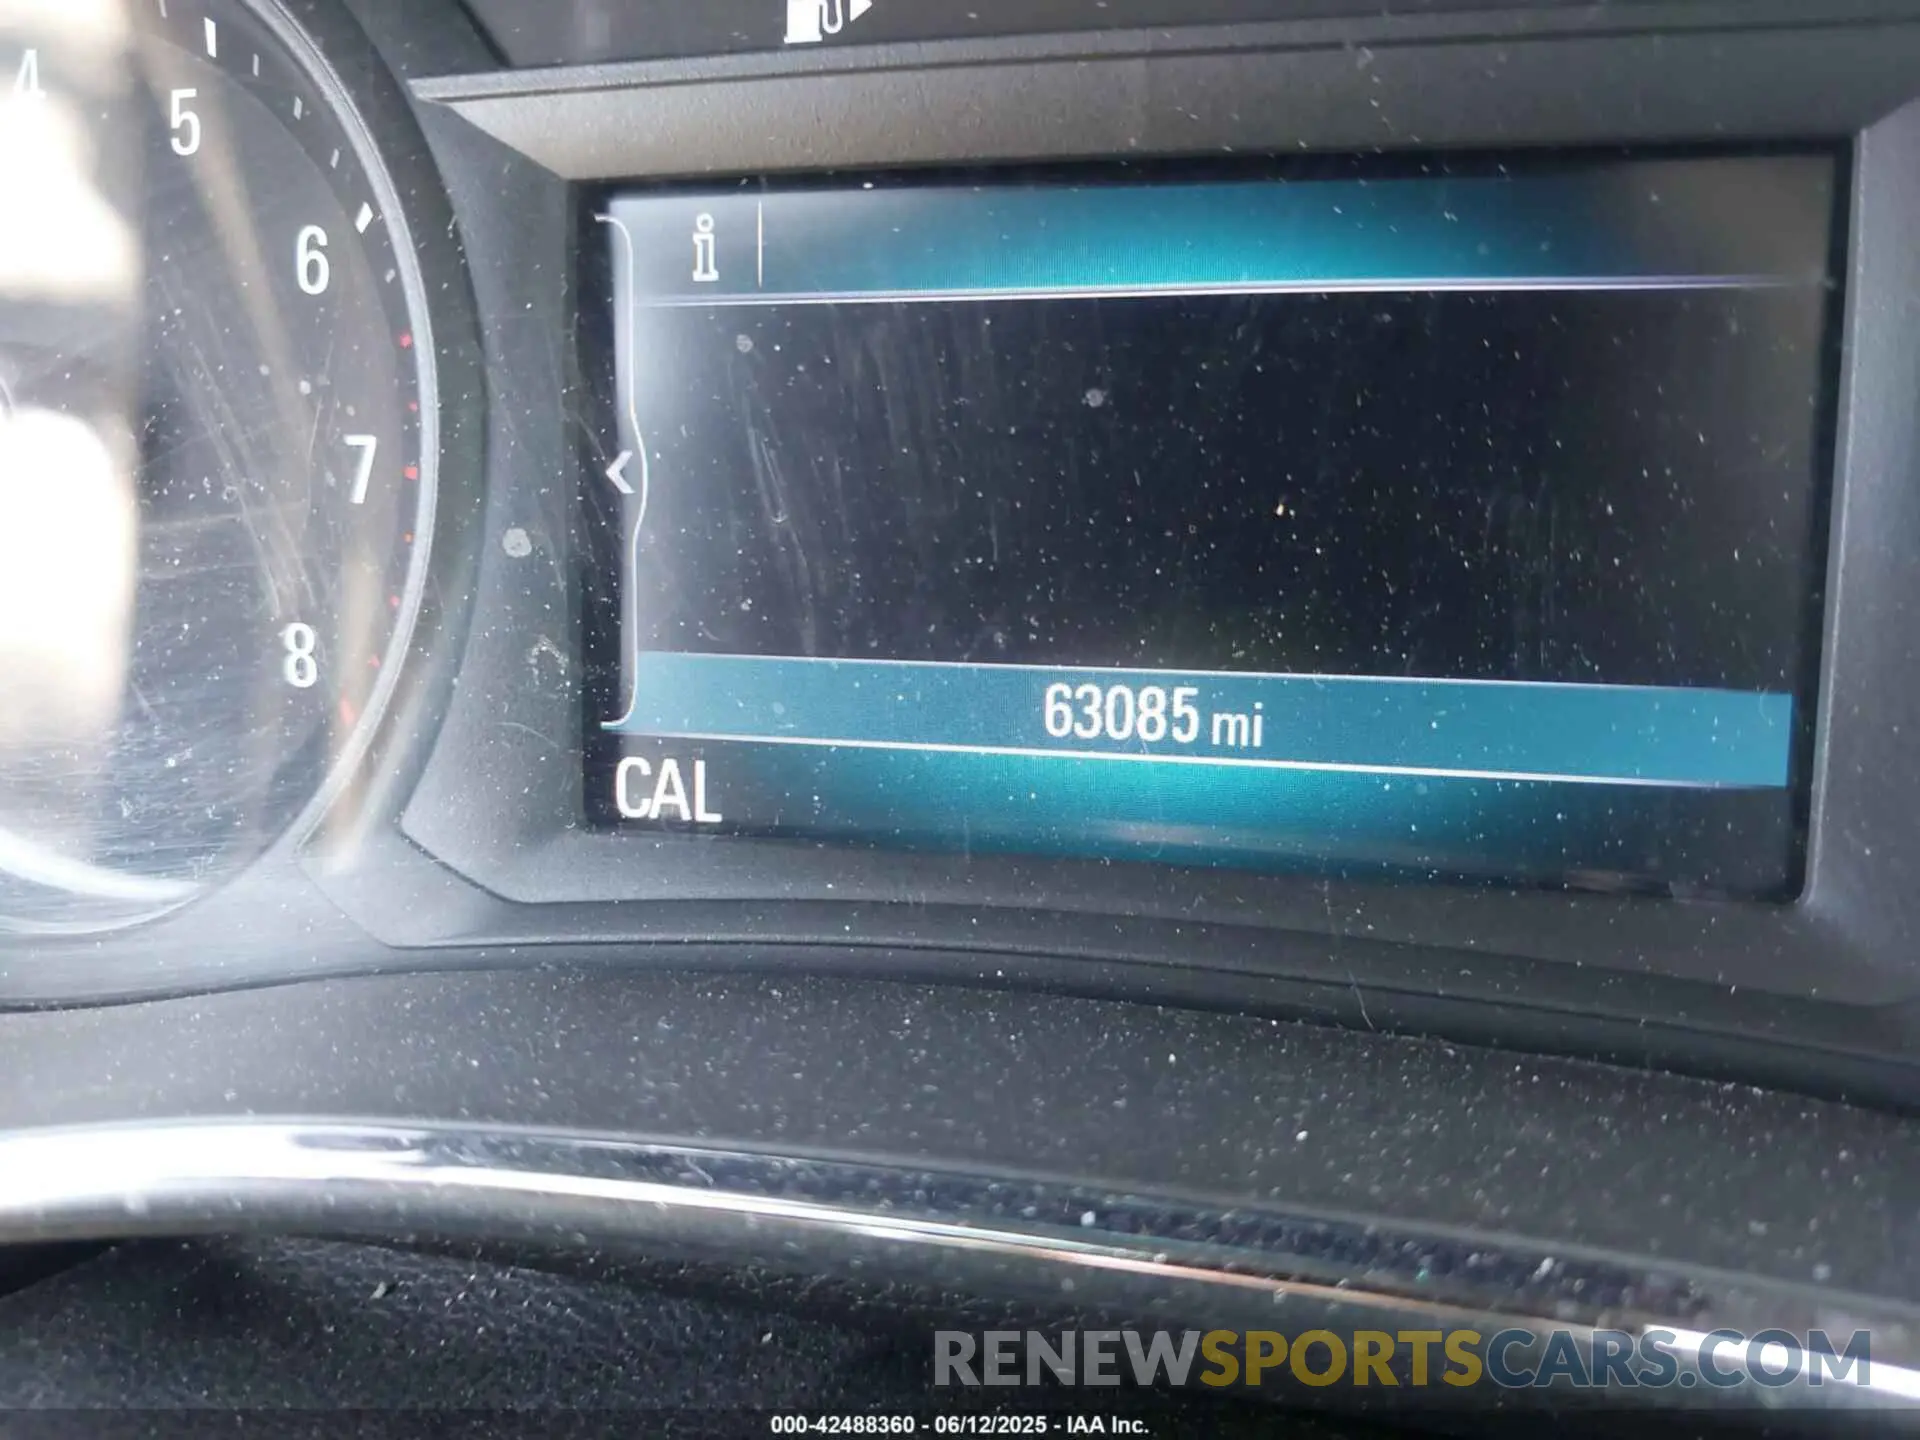 4
5
6
7
8
i
63085 mi
CAL
RENEWSPORTSCARS.COM
000-42488360 - 06/12/2025 - IAA Inc.